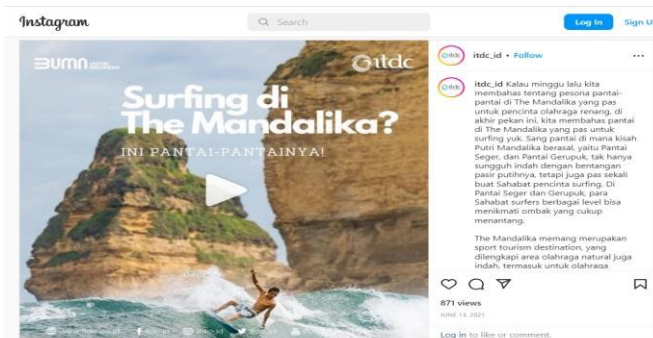 Instagram
Search
Log In
Sign U
BUMN UNTUK INDONESIA
itdc
Surfing di
The Mandalika?
INI PANTAI-PANTAINYA!
itdc_id • Follow
itdc_id Kalau minggu lalu kita
membahas tentang pesona pantai-
pantai di The Mandalika yang pas
untuk pencinta olahraga renang, di
akhir pekan ini, kita membahas pantai
di The Mandalika yang pas untuk
surfing yuk. Sang pantai di mana kisah
Putri Mandalika berasal, yaitu Pantai
Seger, dan Pantai Gerupuk, tak hanya
sungguh indah dengan bentangan
pasir putihnya, tetapi juga pas sekali
buat Sahabat pencinta surfing. Di
Pantai Seger dan Gerupuk, para
Sahabat surfers berbagai level bisa
menikmati ombak yang cukup
menantang.
The Mandalika memang merupakan
sport tourism destination, yang
dilengkapi area olahraga natural juga
indah, termasuk untuk olahraga
871 views
JUNE 13, 2021
Log in to like or comment.